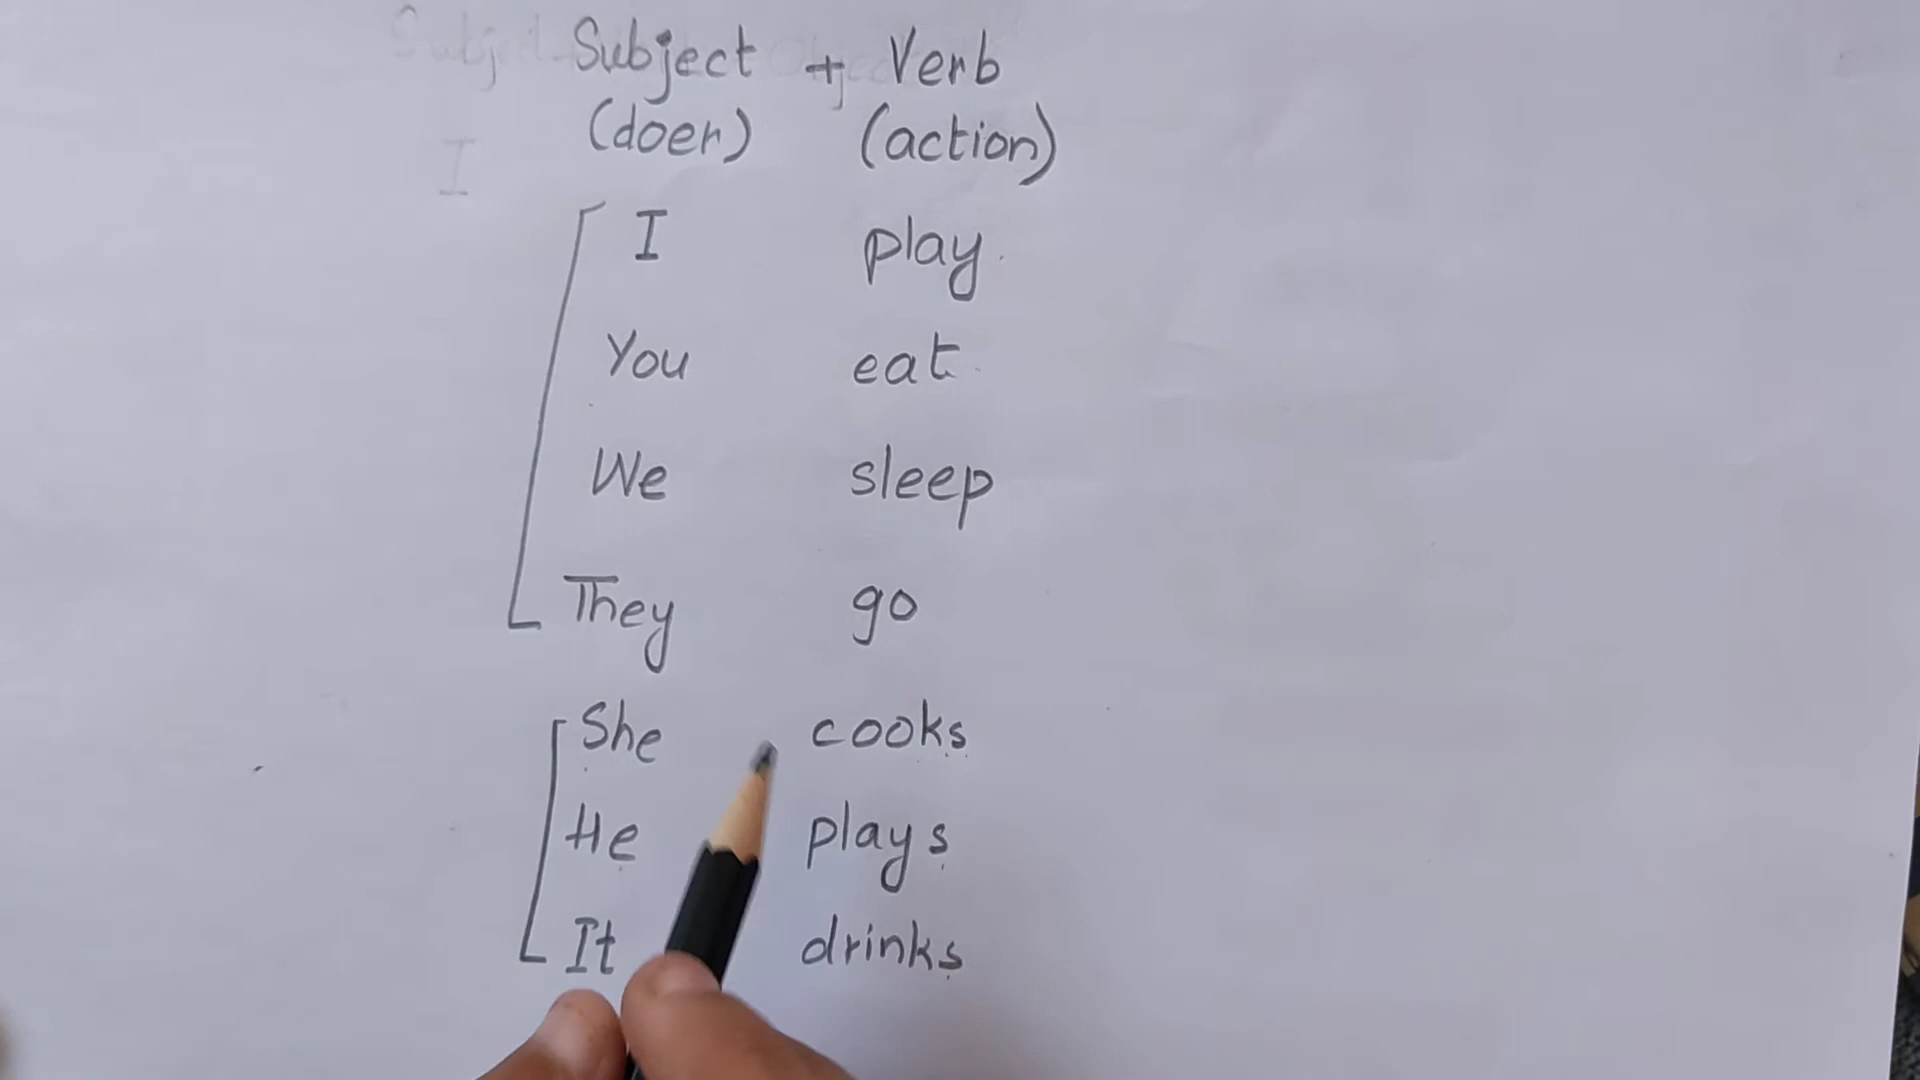 Subject + Verb
(doer) (action)
I play.
You eat.
We sleep
They go
She cooks
He plays
It drinks